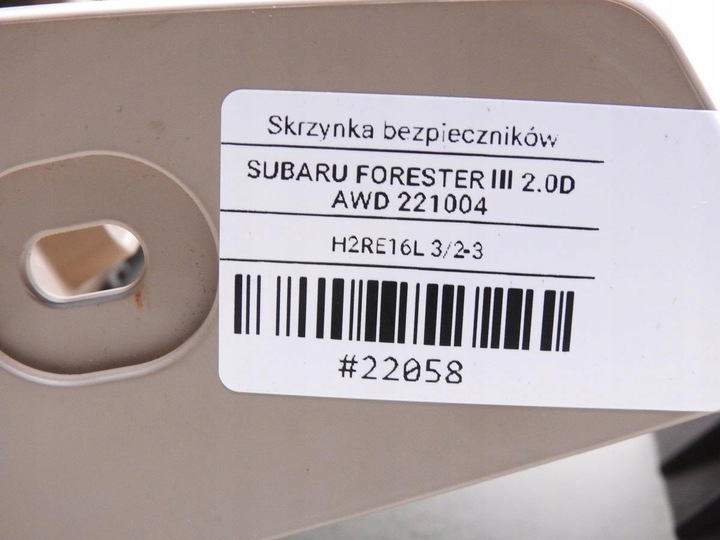 Skrzynka bezpieczników
SUBARU FORESTER III 2.0D
AWD 221004
H2RE16L 3/2-3
#22058